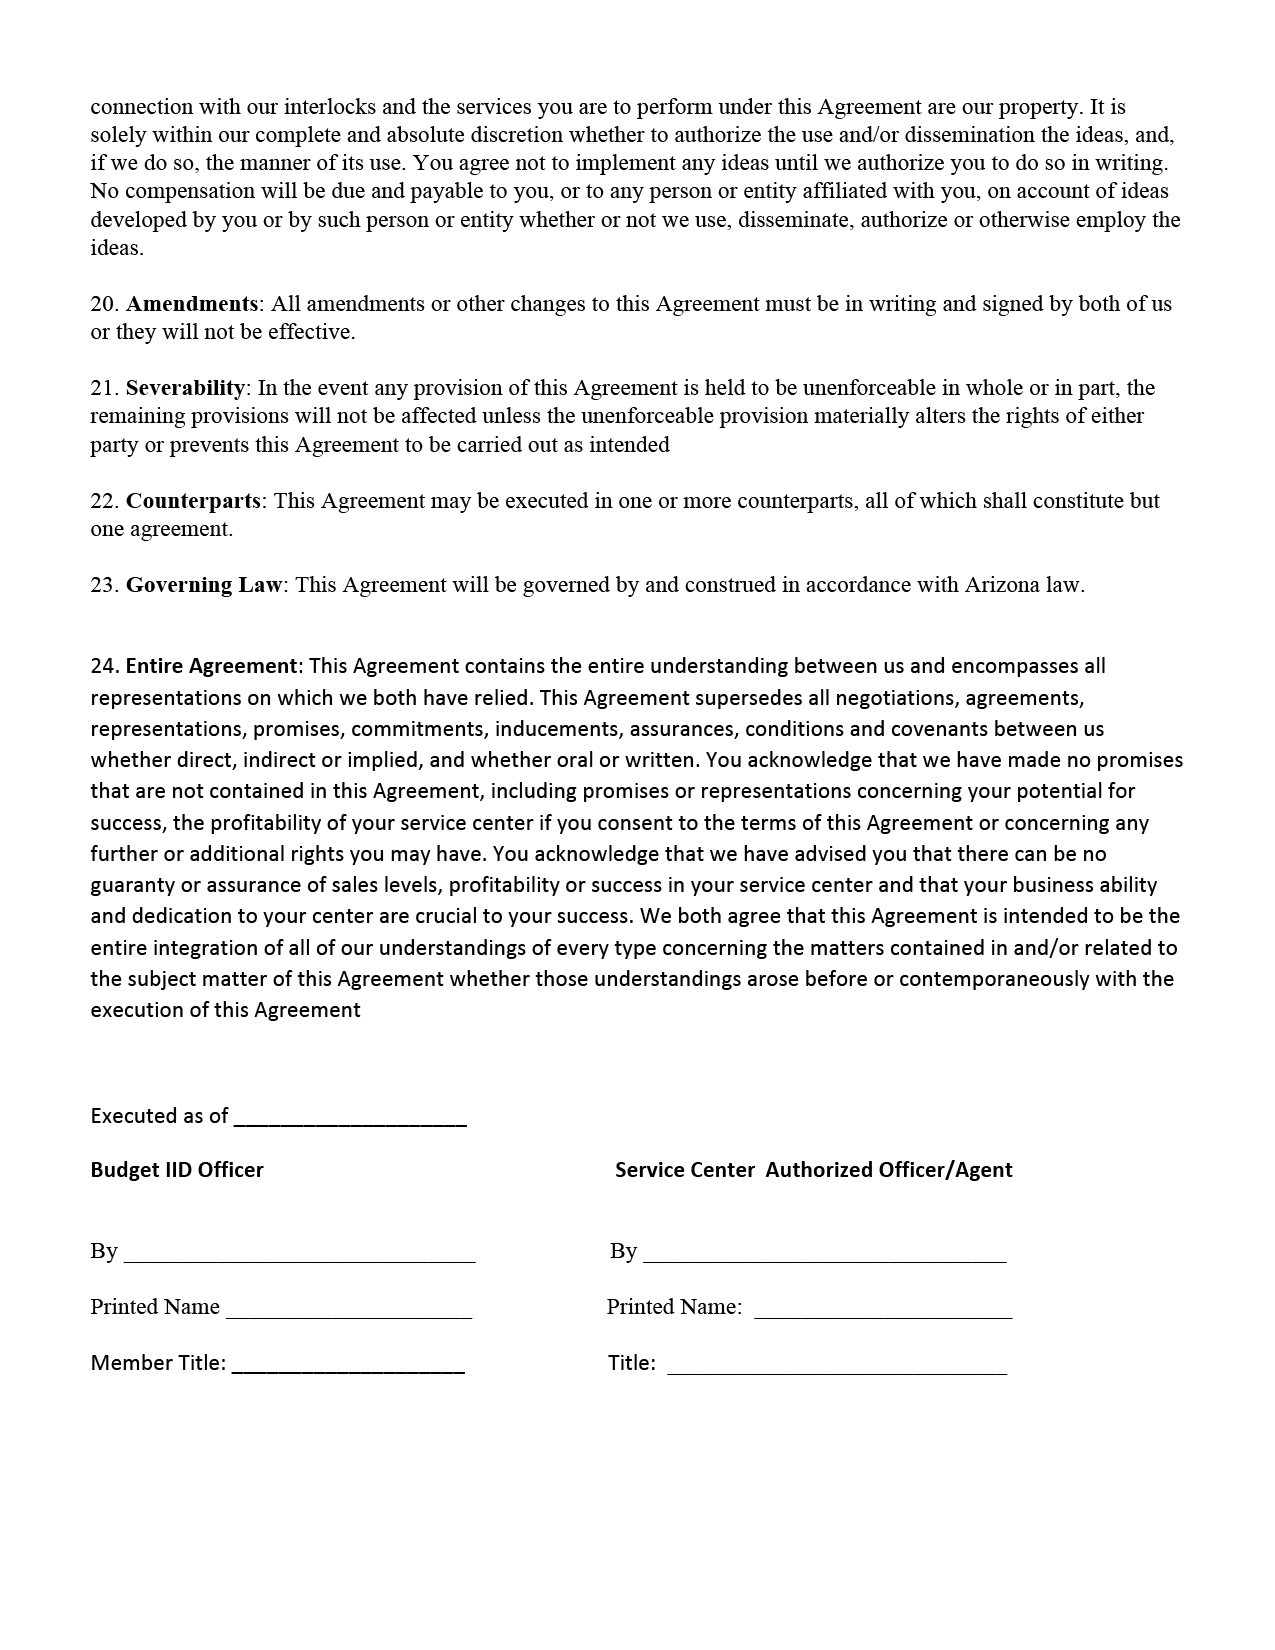 connection with our interlocks and the services you are to perform under this Agreement are our property. It is
solely within our complete and absolute discretion whether to authorize the use and/or dissemination the ideas, and,
if we do so, the manner of its use. You agree not to implement any ideas until we authorize you to do so in writing.
No compensation will be due and payable to you, or to any person or entity affiliated with you, on account of ideas
developed by you or by such person or entity whether or not we use, disseminate, authorize or otherwise employ the
ideas.
20. Amendments: All amendments or other changes to this Agreement must be in writing and signed by both of us
or they will not be effective.
21. Severability: In the event any provision of this Agreement is held to be unenforceable in whole or in part, the
remaining provisions will not be affected unless the unenforceable provision materially alters the rights of either
party or prevents this Agreement to be carried out as intended
22. Counterparts: This Agreement may be executed in one or more counterparts, all of which shall constitute but
one agreement.
23. Governing Law: This Agreement will be governed by and construed in accordance with Arizona law.
24. Entire Agreement: This Agreement contains the entire understanding between us and encompasses all
representations on which we both have relied. This Agreement supersedes all negotiations, agreements,
representations, promises, commitments, inducements, assurances, conditions and covenants between us
whether direct, indirect or implied, and whether oral or written. You acknowledge that we have made no promises
that are not contained in this Agreement, including promises or representations concerning your potential for
success, the profitability of your service center if you consent to the terms of this Agreement or concerning any
further or additional rights you may have. You acknowledge that we have advised you that there can be no
guaranty or assurance of sales levels, profitability or success in your service center and that your business ability
and dedication to your center are crucial to your success. We both agree that this Agreement is intended to be the
entire integration of all of our understandings of every type concerning the matters contained in and/or related to
the subject matter of this Agreement whether those understandings arose before or contemporaneously with the
execution of this Agreement
Executed as of ____________________
Budget IID Officer Service Center Authorized Officer/Agent
By ______________________________ By _______________________________
Printed Name _____________________ Printed Name: ______________________
Member Title: ____________________ Title: _____________________________